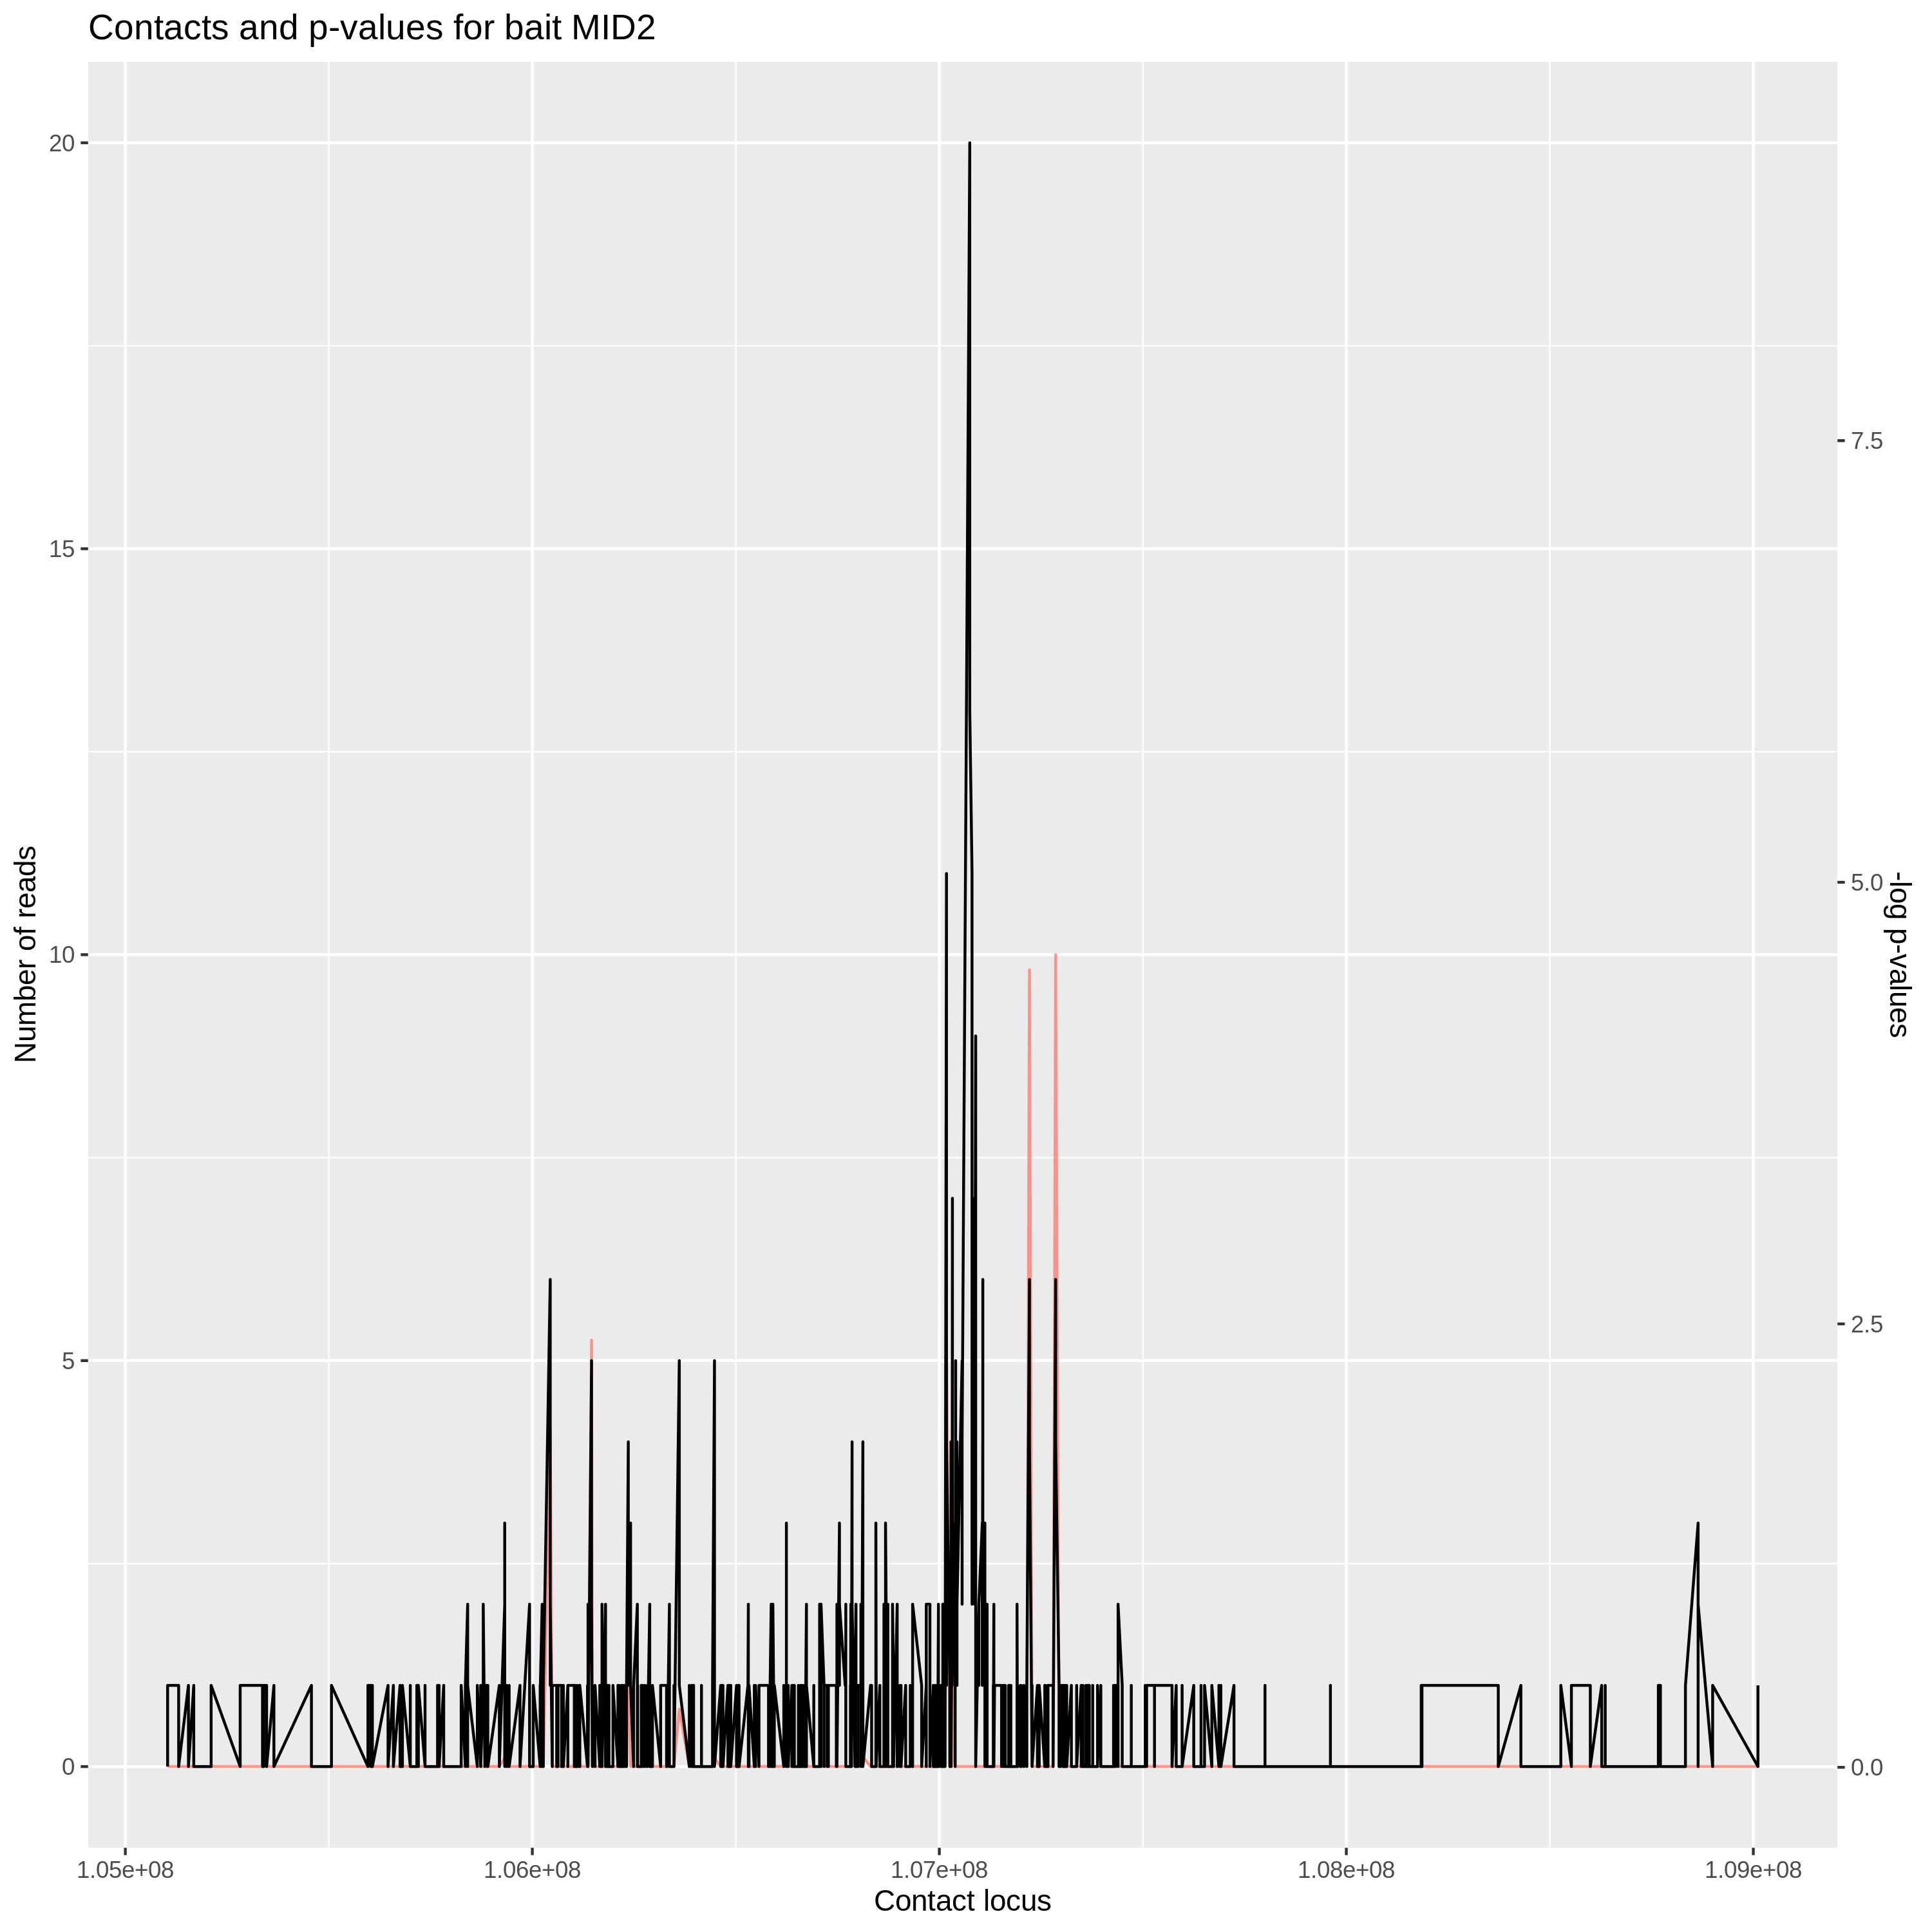 Contacts and p-values for bait MID2
20
15
10
5
0
Number of reads
7.5
5.0
2.5
0.0
-log p-values
1.05e+08
1.06e+08
1.07e+08
1.08e+08
1.09e+08
Contact locus